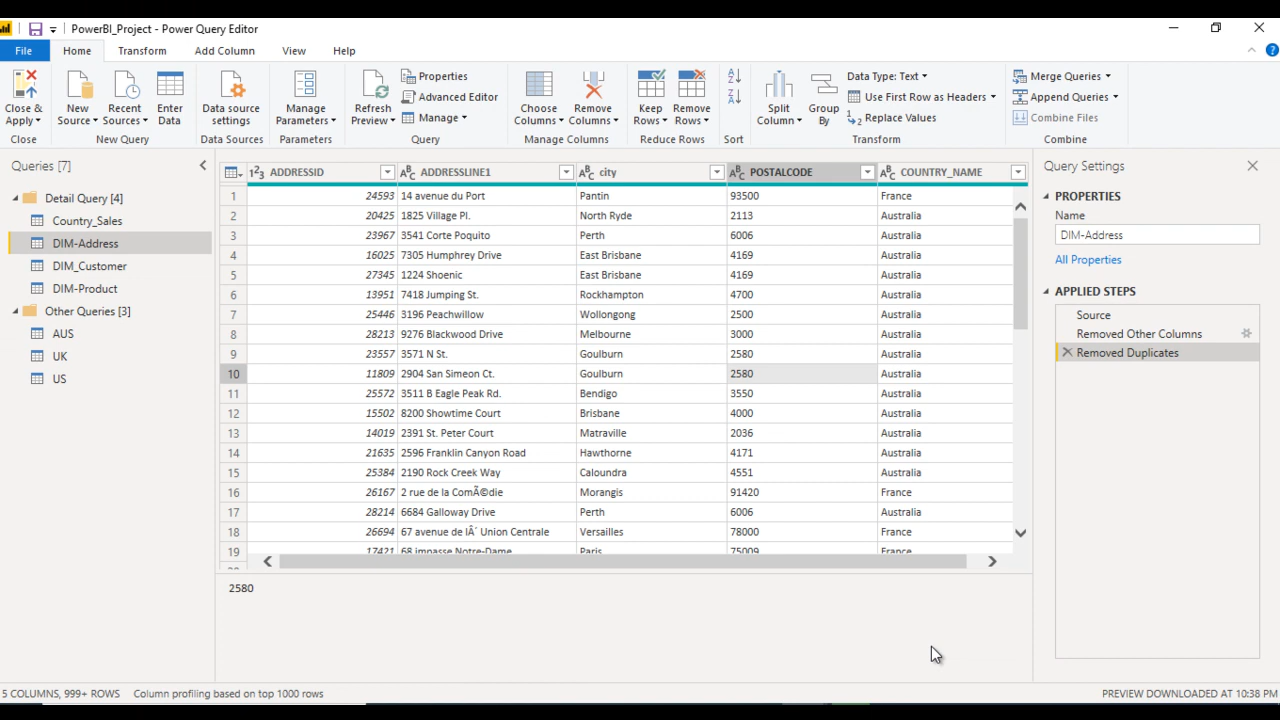 PowerBI_Project - Power Query Editor
File Home Transform Add Column View Help
Close & Apply
New Source
Recent Sources
Enter Data
Data source settings
Manage Parameters
Refresh Preview
Properties
Advanced Editor
Manage
Choose Columns
Remove Columns
Keep Rows
Remove Rows
Split Column
Group By
Data Type: Text
Use First Row as Headers
Replace Values
Merge Queries
Append Queries
Combine Files
Close New Query Data Sources Parameters Query Manage Columns Reduce Rows Sort Transform Combine
Queries [7]
Detail Query [4]
Country_Sales
DIM-Address
DIM_Customer
DIM-Product
Other Queries [3]
AUS
UK
US
ADDRESSID ADDRESSLINE1 city POSTALCODE COUNTRY_NAME
1 24593 14 avenue du Port Pantin 93500 France
2 20425 1825 Village Pl. North Ryde 2113 Australia
3 23967 3541 Corte Poquito Perth 6006 Australia
4 16025 7305 Humphrey Drive East Brisbane 4169 Australia
5 27345 1224 Shoenic East Brisbane 4169 Australia
6 13951 7418 Jumping St. Rockhampton 4700 Australia
7 25446 3196 Peachwillow Wollongong 2500 Australia
8 28213 9276 Blackwood Drive Melbourne 3000 Australia
9 23557 3571 N St. Goulburn 2580 Australia
10 11809 2904 San Simeon Ct. Goulburn 2580 Australia
11 25572 3511 B Eagle Peak Rd. Bendigo 3550 Australia
12 15502 8200 Showtime Court Brisbane 4000 Australia
13 14019 2391 St. Peter Court Matraville 2036 Australia
14 21635 2596 Franklin Canyon Road Hawthorne 4171 Australia
15 25384 2190 Rock Creek Way Caloundra 4551 Australia
16 26167 2 rue de la ComÃ©die Morangis 91420 France
17 28214 6684 Galloway Drive Perth 6006 Australia
18 26694 67 avenue de lÂ´ Union Centrale Versailles 78000 France
19 17421 68 impasse Notre-Dame Paris 75009 France
2580
Query Settings
PROPERTIES
Name
DIM-Address
All Properties
APPLIED STEPS
Source
Removed Other Columns
Removed Duplicates
5 COLUMNS, 999+ ROWS Column profiling based on top 1000 rows
PREVIEW DOWNLOADED AT 10:38 PM